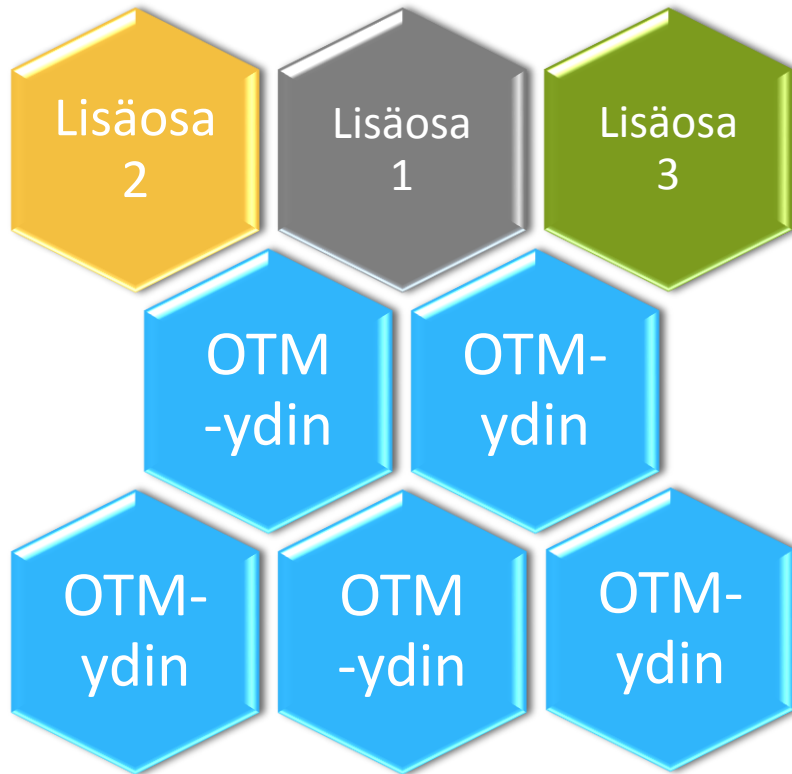 Lisäosa
2
Lisäosa
1
Lisäosa
3
OTM
-ydin
OTM-
ydin
OTM-
ydin
OTM
-ydin
OTM-
ydin